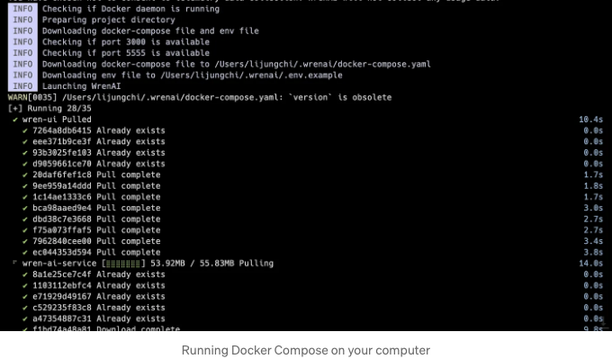 INFO Checking if Docker daemon is running
INFO Preparing project directory
INFO Downloading docker-compose file and env file
INFO Checking if port 3000 is available
INFO Checking if port 5555 is available
INFO Downloading docker-compose file to /Users/lijungchi/.wrenai/docker-compose.yaml
INFO Downloading env file to /Users/lijungchi/.wrenai/.env.example
INFO Launching WrenAI
WARN[0035] /Users/lijungchi/.wrenai/docker-compose.yaml: `version` is obsolete
[+] Running 28/35
✔ wren-ui Pulled 10.4s
✔ 7264a8db6415 Already exists 0.0s
✔ eee371b9ce3f Already exists 0.0s
✔ 93b3025fe103 Already exists 0.0s
✔ d9059661ce70 Already exists 0.0s
✔ 20daf6fef1c8 Pull complete 1.7s
✔ 9ee959a14ddd Pull complete 1.8s
✔ 1c14ae1333c6 Pull complete 1.7s
✔ bca98aaed9e4 Pull complete 3.0s
✔ dbd38c7e3668 Pull complete 2.7s
✔ f75a073ffaf5 Pull complete 2.7s
✔ 7962840cee00 Pull complete 3.4s
✔ ec044353d594 Pull complete 3.8s
wren-ai-service [⣿⣿⣿⣿⣿⣿⣿] 53.92MB / 55.83MB Pulling 14.0s
✔ 8a1e25ce7c4f Already exists 0.0s
✔ 1103112ebfc4 Already exists 0.0s
✔ e71929d49167 Already exists 0.0s
✔ c529235f83c8 Already exists 0.0s
✔ a47354887c31 Already exists 0.0s
✔ f1bd74a48a81 Download complete 9.8s
Running Docker Compose on your computer